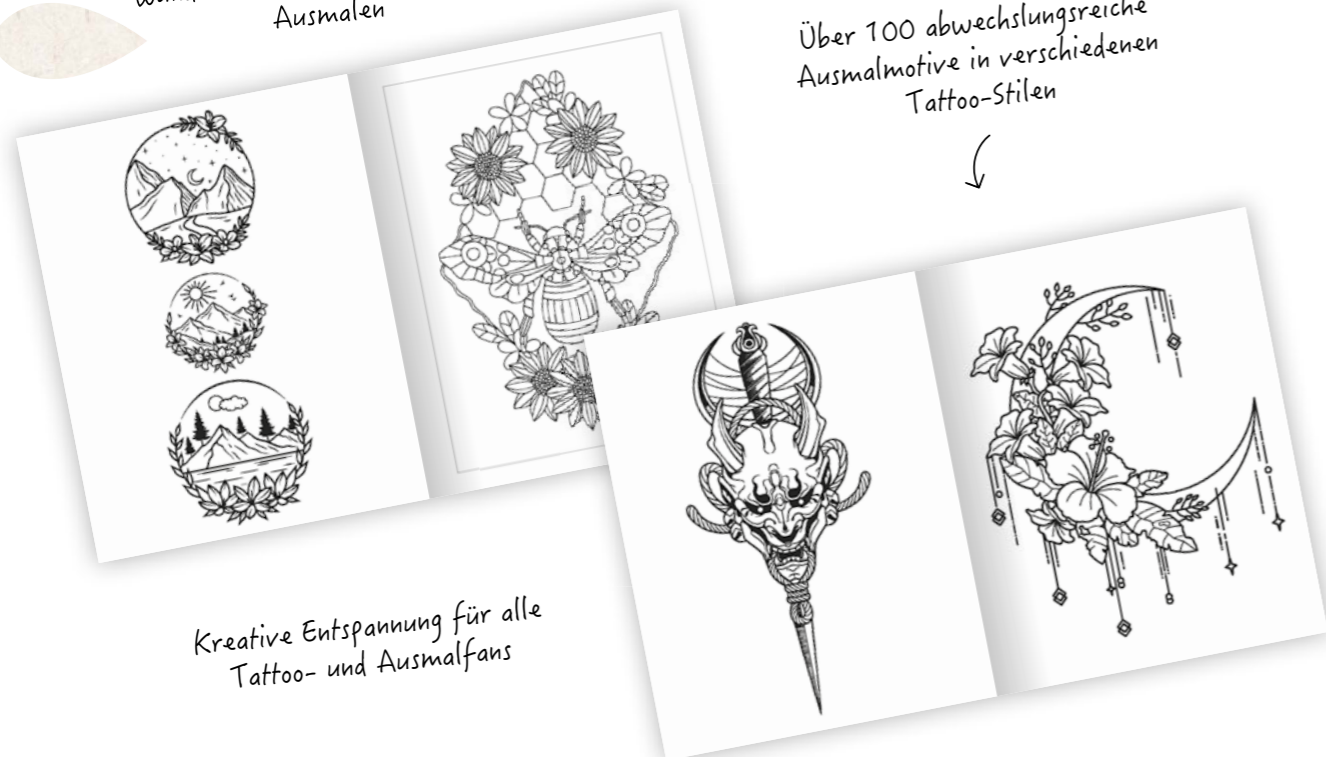 Ausmalen
Über 100 abwechslungsreiche
Ausmalmotive in verschiedenen
Tattoo-Stilen
Kreative Entspannung für alle
Tattoo- und Ausmalfans